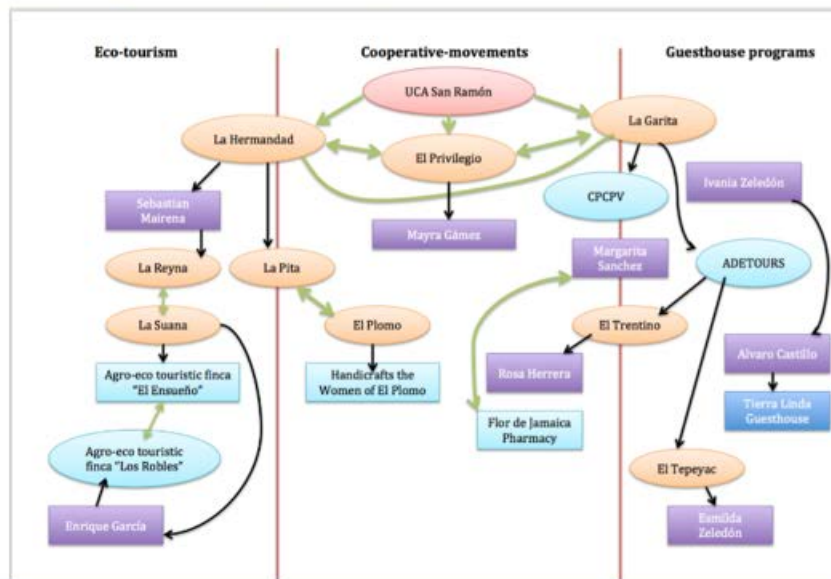 Eco-tourism
Cooperative-movements
Guesthouse programs
UCA San Ramón
La Hermandad
El Privilegio
La Garita
Sebastian
Mairena
Mayra Gámez
CPCPV
Ivania Zeledón
La Reyna
La Pita
Margarita
Sanchez
ADETOURS
La Suana
El Plomo
El Trentino
Agro-eco touristic finca
"El Ensueño"
Handicrafts the
Women of El Plomo
Rosa Herrera
Alvaro Castillo
Tierra Linda
Guesthouse
Flor de Jamaica
Pharmacy
Agro-eco touristic
finca "Los Robles"
El Tepeyac
Enrique García
Esmilda
Zeledón